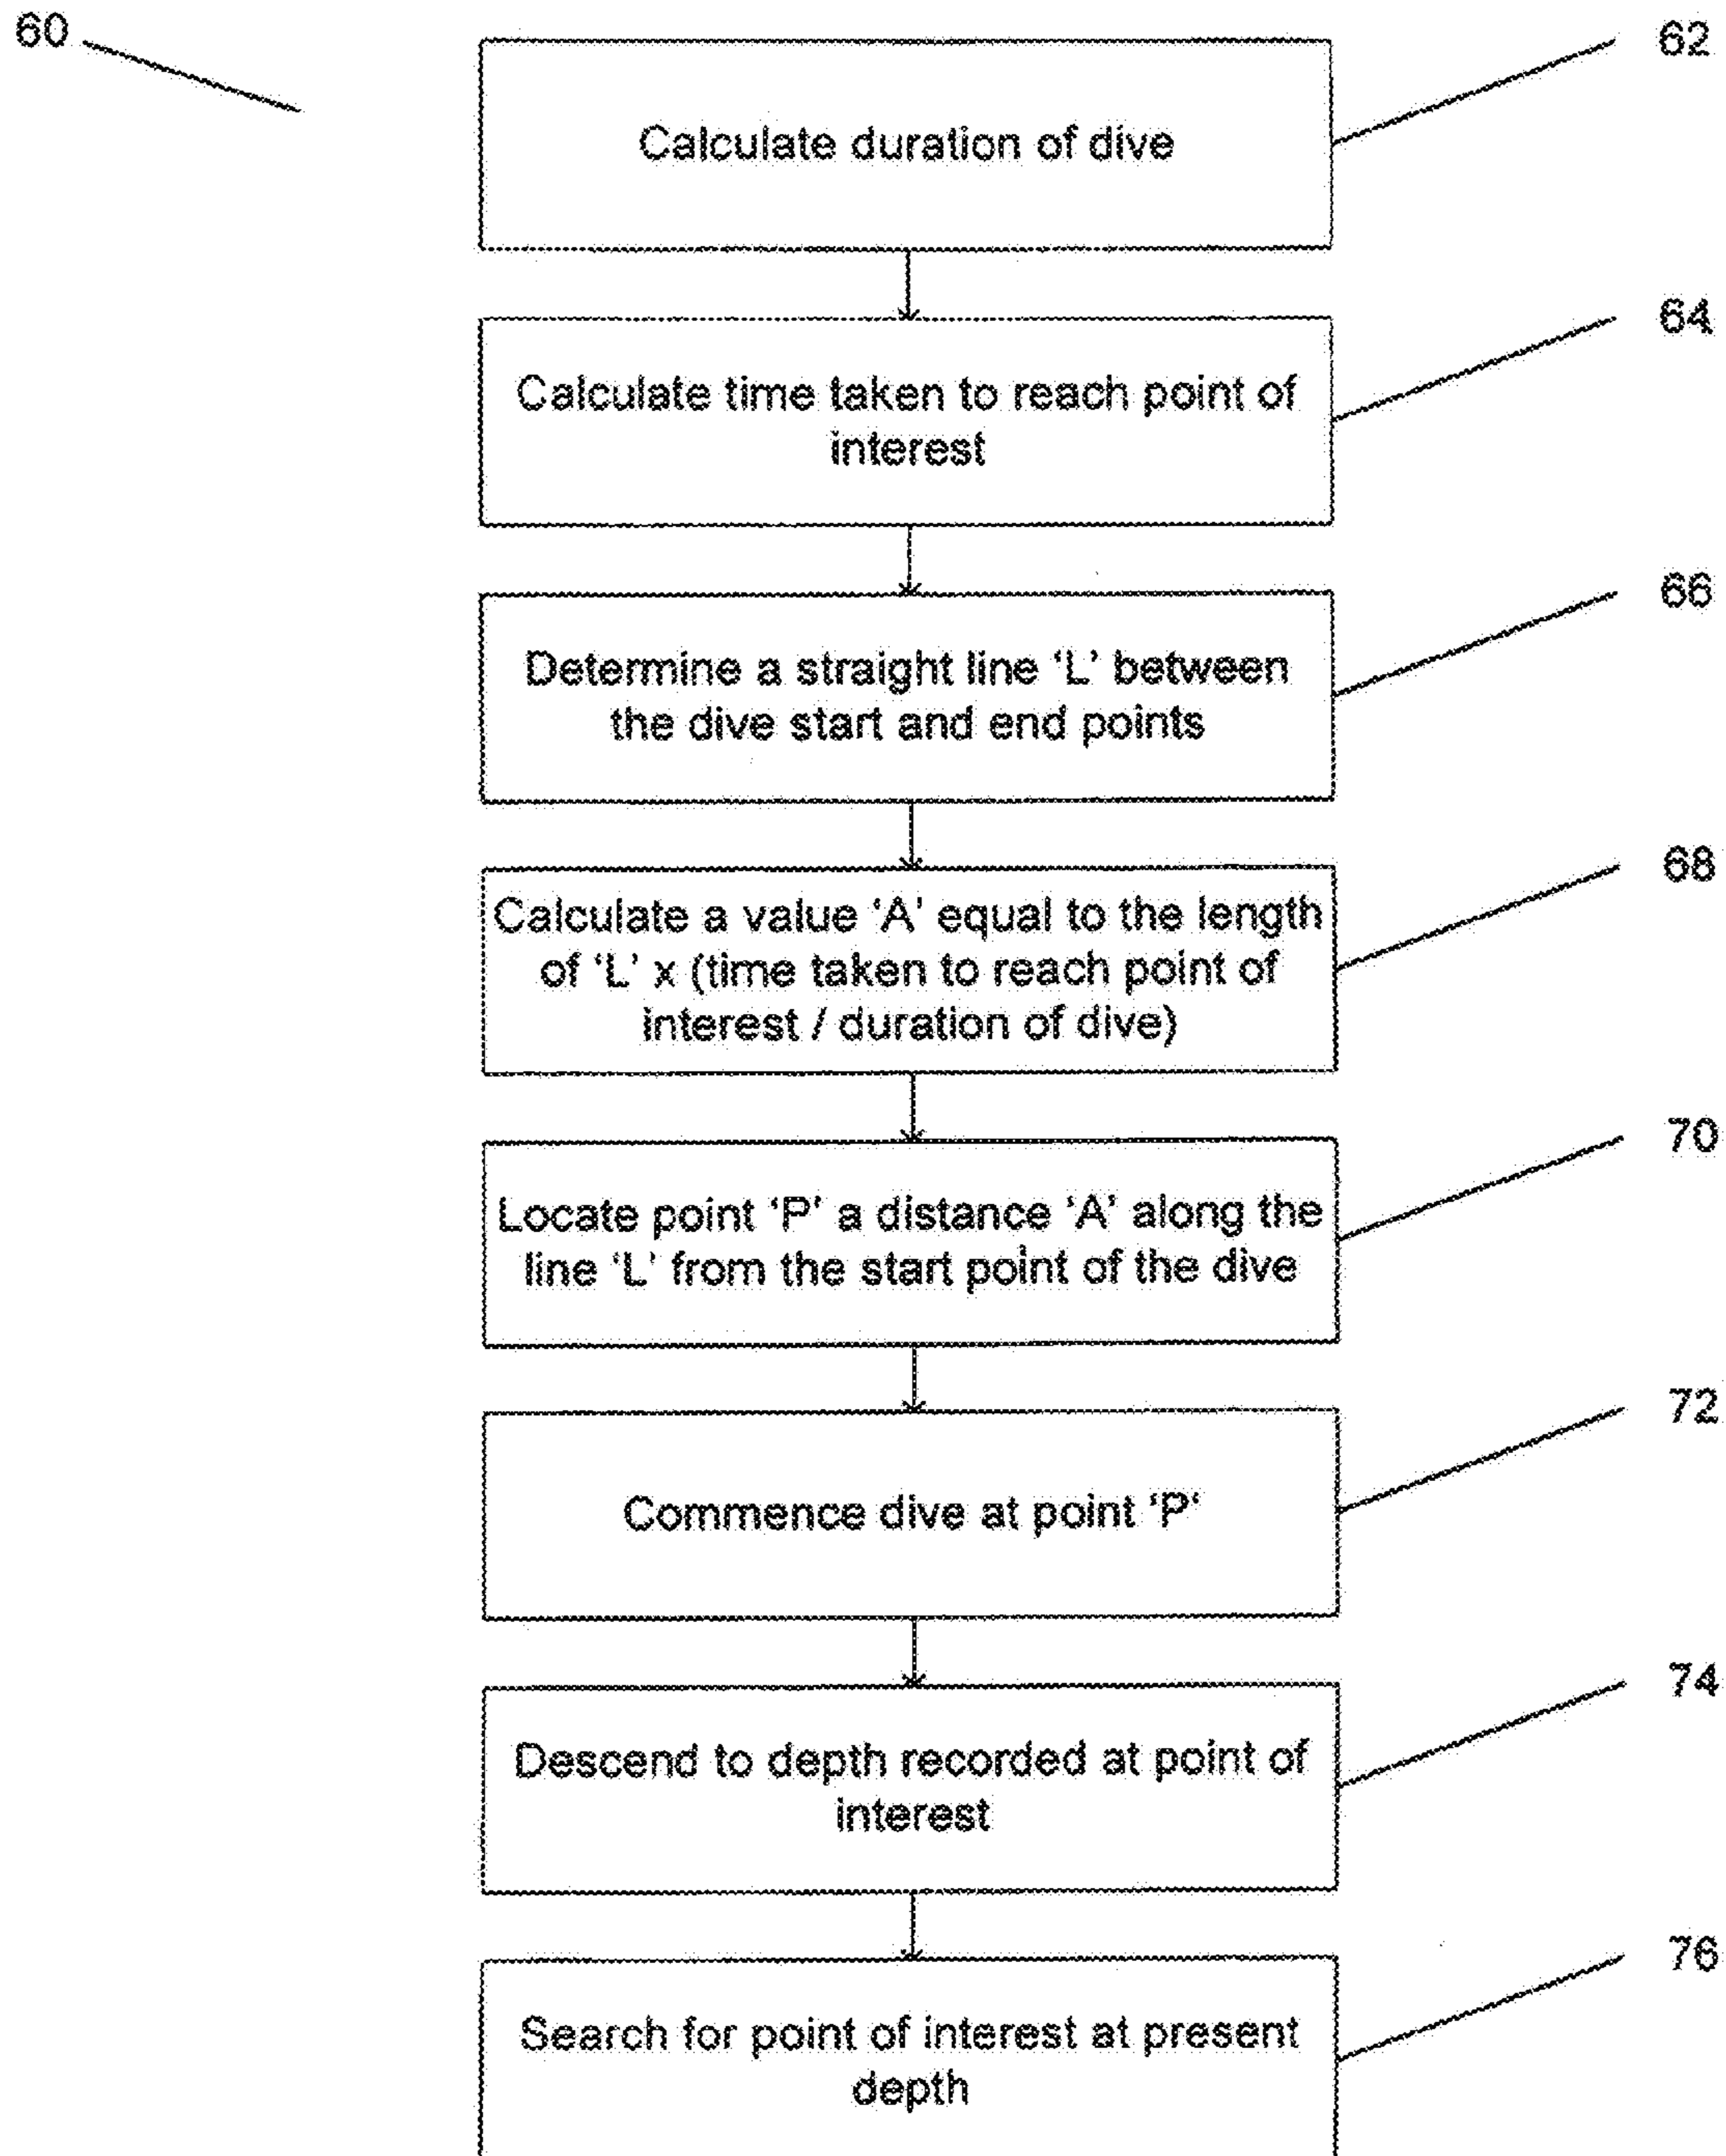 60
62
Calculate duration of dive
64
Calculate time taken to reach point of
interest
66
Determine a straight line ‘L’ between
the dive start and end points
68
Calculate a value ‘A’ equal to the length
of ‘L’ x (time taken to reach point of
interest / duration of dive)
70
Locate point ‘P’ a distance ‘A’ along the
line ‘L’ from the start point of the dive
72
Commence dive at point ‘P‘
74
Descend to depth recorded at point of
interest
76
Search for point of interest at present
depth